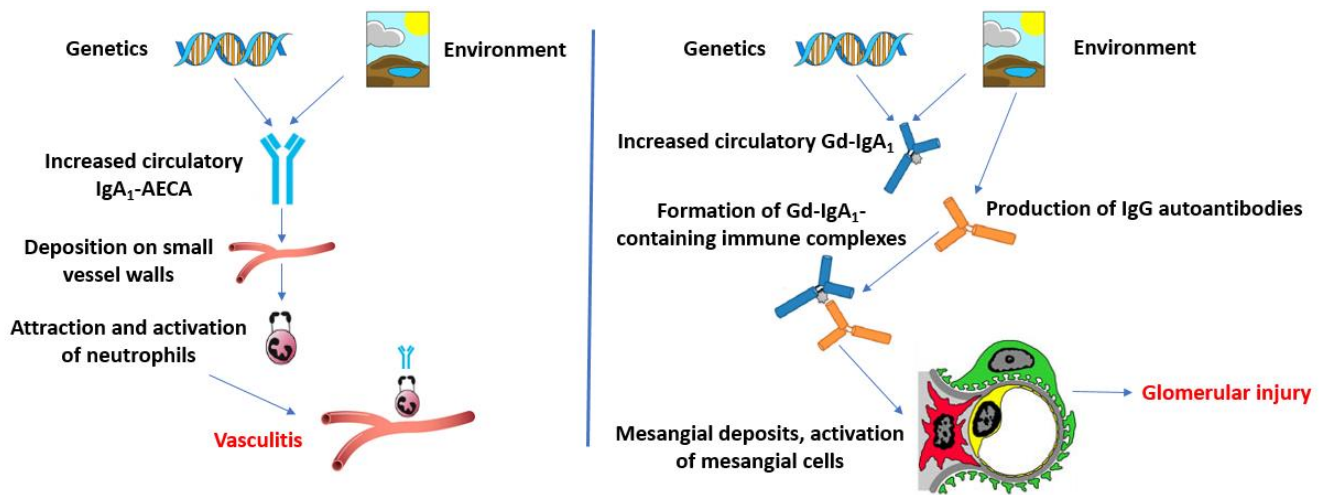 Genetics
Environment
Increased circulatory
IgA₁-AECA
Deposition on small
vessel walls
Attraction and activation
of neutrophils
Vasculitis
Genetics
Environment
Increased circulatory Gd-IgA₁
Formation of Gd-IgA₁-
containing immune complexes
Production of IgG autoantibodies
Mesangial deposits, activation
of mesangial cells
Glomerular injury